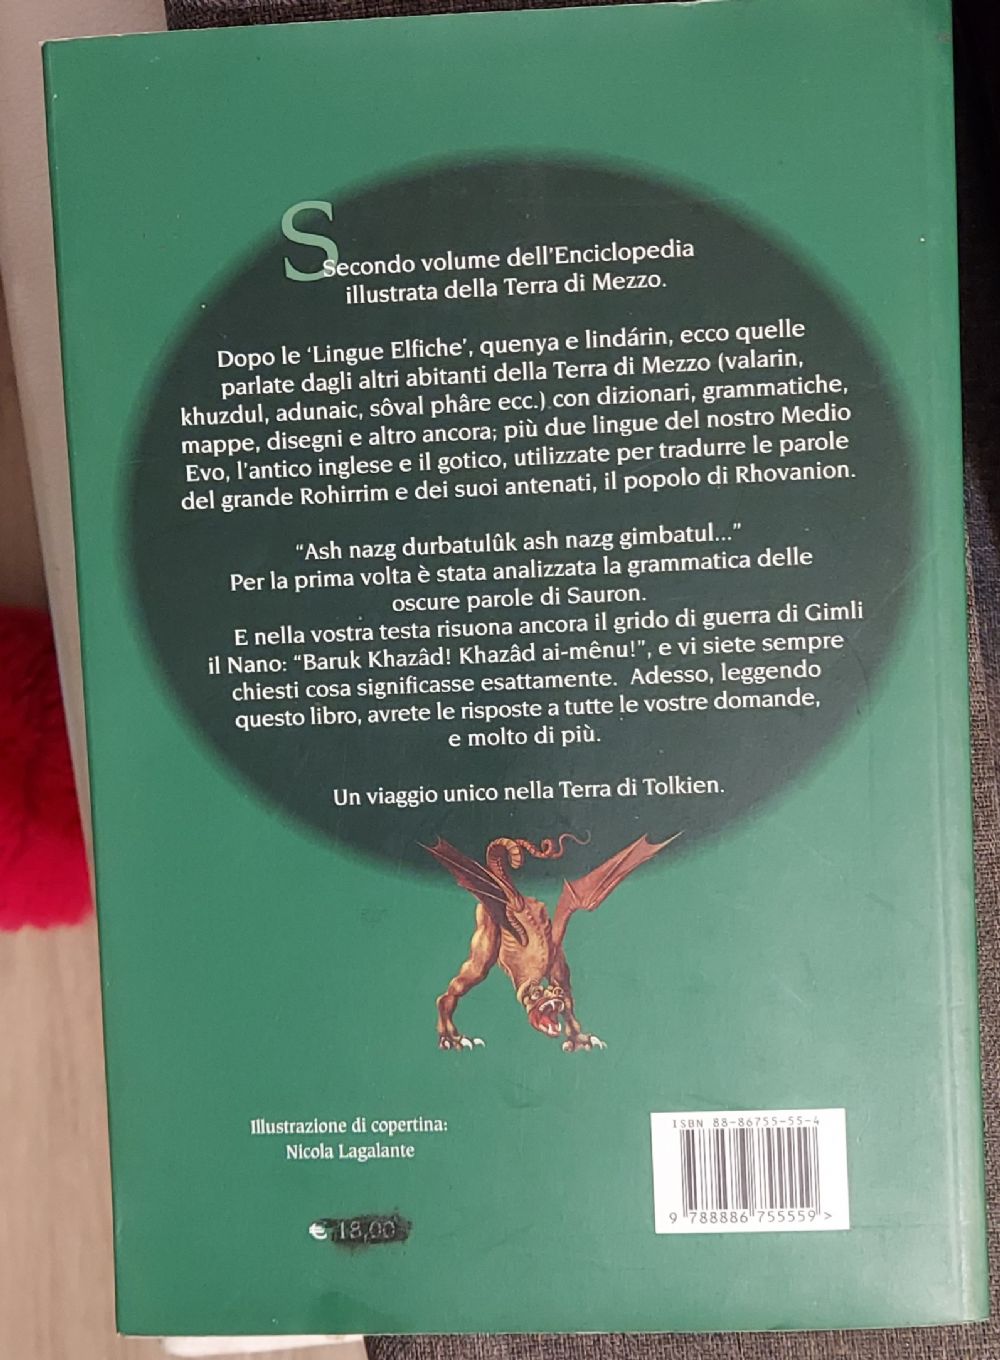 Secondo volume dell'Enciclopedia
illustrata della Terra di Mezzo.
Dopo le 'Lingue Elfiche', quenya e lindárin, ecco quelle
parlate dagli altri abitanti della Terra di Mezzo (valarin,
khuzdul, adunaic, sôval phâre ecc.) con dizionari, grammatiche,
mappe, disegni e altro ancora; più due lingue del nostro Medio
Evo, l'antico inglese e il gotico, utilizzate per tradurre le parole
del grande Rohirrim e dei suoi antenati, il popolo di Rhovanion.
"Ash nazg durbatulûk ash nazg gimbatul..."
Per la prima volta è stata analizzata la grammatica delle
oscure parole di Sauron.
E nella vostra testa risuona ancora il grido di guerra di Gimli
il Nano: "Baruk Khazâd! Khazâd ai-mênu!", e vi siete sempre
chiesti cosa significasse esattamente. Adesso, leggendo
questo libro, avrete le risposte a tutte le vostre domande,
e molto di più.
Un viaggio unico nella Terra di Tolkien.
Illustrazione di copertina:
Nicola Lagalante
€ 18,00
ISBN 88-86755-55-4
9 788886 755559 >